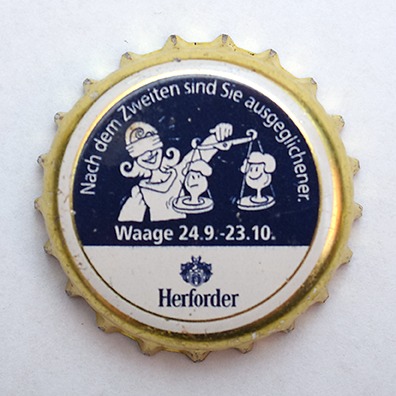 Nach dem Zweiten sind Sie ausgeglichener.
Waage 24.9.-23.10.
Herforder